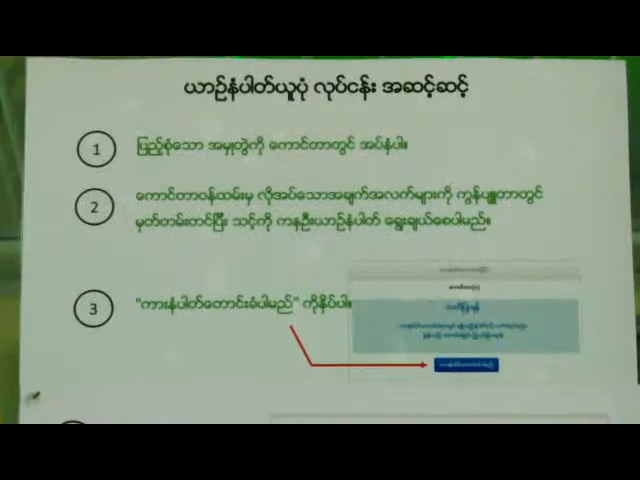 ယာဉ်နံပါတ်ယူပုံ လုပ်ငန်း အဆင့်ဆင့်
1
ပြည့်စုံသော အမှုတွဲကို ကောင်တာတွင် အပ်နှံပါ။
2
ကောင်တာဝန်ထမ်းမှ လိုအပ်သောအချက်အလက်များကို ကွန်ပျူတာတွင်
မှတ်တမ်းတင်ပြီး သင့်ကို ကနဦးယာဉ်နံပါတ် ရွေးချယ်စေပါမည်။
3
"ကားနံပါတ်တောင်းခံပါမည်" ကိုနှိပ်ပါ။